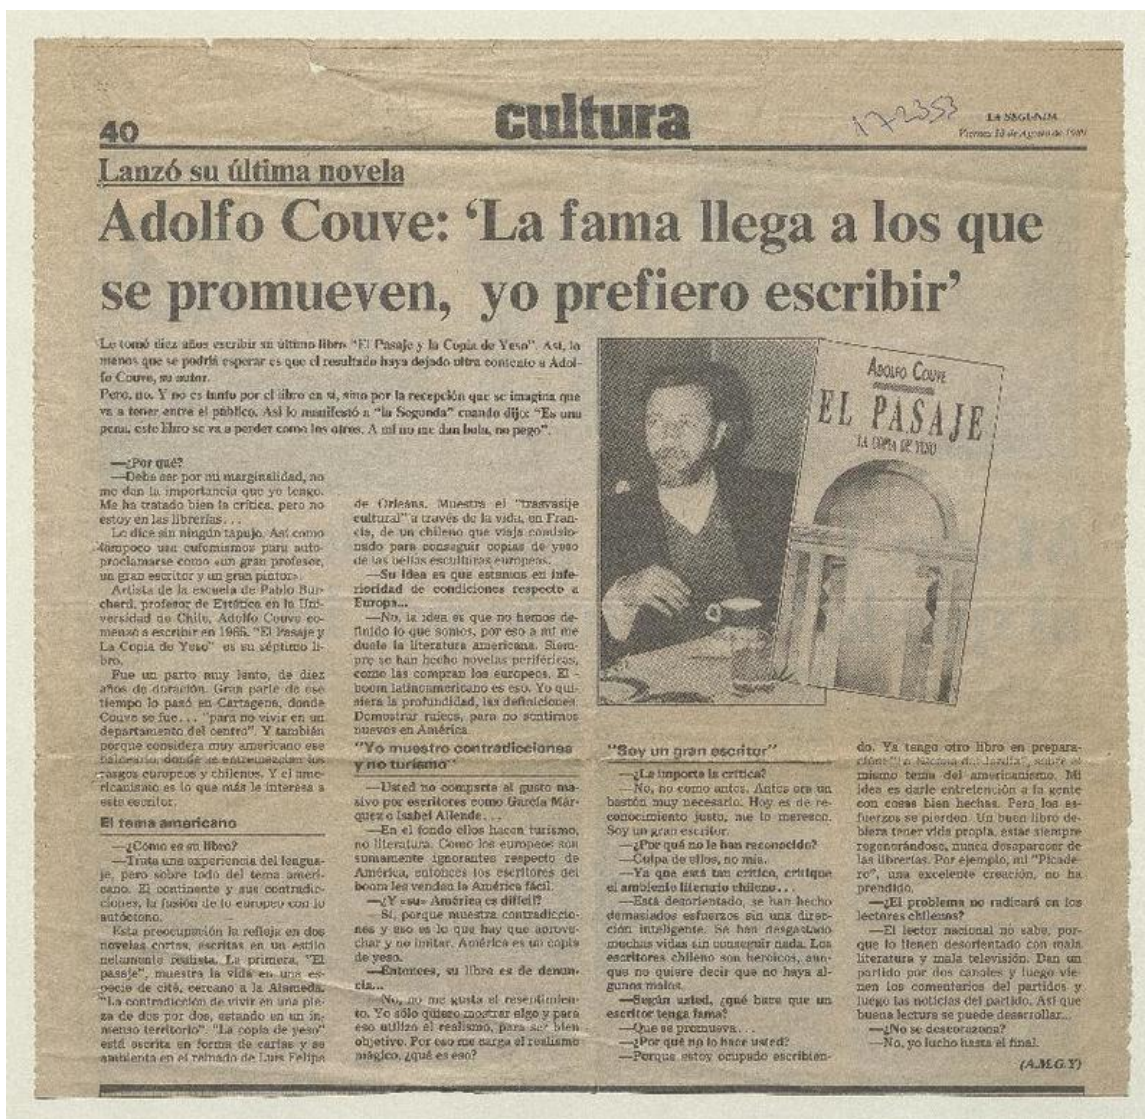 40
cultura
172353
LA SEGUNDA
Viernes 18 de Agosto de 1989
Lanzó su última novela
Adolfo Couve: ‘La fama llega a los que
se promueven, yo prefiero escribir’
Le tomó diez años escribir su último libro "El Pasaje y la Copia de Yeso". Así, lo
menos que se podría esperar es que el resultado haya dejado ultra contento a Adol-
fo Couve, su autor.
Pero, no. Y no es tanto por el libro en sí, sino por la recepción que se imagina que
va a tener entre el público. Así lo manifestó a "la Segunda" cuando dijo: "Es una
pena, este libro se va a perder como los otros. A mí no me dan bola, no pego".
—¿Por qué?
—Debe ser por mi marginalidad, no
me dan la importancia que yo tengo.
Me ha tratado bien la crítica, pero no
estoy en las librerías...
Lo dice sin ningún tapujo. Así como
tampoco usa eufemismos para auto-
proclamarse como «un gran profesor,
un gran escritor y un gran pintor».
Artista de la escuela de Pablo Bur-
chard, profesor de Estética en la Uni-
versidad de Chile, Adolfo Couve co-
menzó a escribir en 1965. "El Pasaje y
La Copia de Yeso" es su séptimo li-
bro.
Fue un parto muy lento, de diez
años de duración. Gran parte de ese
tiempo lo pasó en Cartagena, donde
Couve se fue... "para no vivir en un
departamento del centro". Y también
porque considera muy americano ese
balneario, donde se entremezclan los
rasgos europeos y chilenos. Y el ame-
ricanismo es lo que más le interesa a
este escritor.
El tema americano
—¿Cómo es su libro?
—Trata una experiencia del lengua-
je, pero sobre todo del tema ameri-
cano. El continente y sus contradic-
ciones, la fusión de lo europeo con lo
autóctono.
Esta preocupación la refleja en dos
novelas cortas, escritas en un estilo
netamente realista. La primera, "El
pasaje", muestra la vida en una es-
pecie de cité, cercano a la Alameda.
"La contradicción de vivir en una pie-
za de dos por dos, estando en un in-
menso territorio". "La copia de yeso"
está escrita en forma de cartas y se
ambienta en el reinado de Luis Felipe
de Orleáns. Muestra el "trasvasije
cultural" a través de la vida, en Fran-
cia, de un chileno que viaja comisio-
nado para conseguir copias de yeso
de las bellas esculturas europeas.
—Su idea es que estamos en infe-
rioridad de condiciones respecto a
Europa...
—No, la idea es que no hemos de-
finido lo que somos, por eso a mí me
duele la literatura americana. Siem-
pre se han hecho novelas periféricas,
como las compran los europeos. El
boom latinoamericano es eso. Yo qui-
siera la profundidad, las definiciones.
Demostrar raíces, para no sentirnos
nuevos en América.
"Yo muestro contradicciones
y no turismo"
—Usted no comparte el gusto ma-
sivo por escritores como García Már-
quez o Isabel Allende...
—En el fondo ellos hacen turismo,
no literatura. Como los europeos son
sumamente ignorantes respecto de
América, entonces los escritores del
boom les venden la América fácil.
—¿Y «su» América es difícil?
—Sí, porque muestra contradiccio-
nes y eso es lo que hay que aprove-
char y no imitar. América es un copia
de yeso.
—Entonces, su libro es de denun-
cia...
—No, no me gusta el resentimien-
to. Yo sólo quiero mostrar algo y para
eso utilizo el realismo, para ser bien
objetivo. Por eso me carga el realismo
mágico, ¿qué es eso?
ADOLFO COUVE
EL PASAJE
LA COPIA DE YESO
"Soy un gran escritor"
—¿Le importa la crítica?
—No, no como antes. Antes era un
bastón muy necesario. Hoy es de re-
conocimiento justo, me lo merezco.
Soy un gran escritor.
—¿Por qué no le han reconocido?
—Culpa de ellos, no mía.
—Ya que está tan crítico, critique
el ambiente literario chileno...
—Está desorientado, se han hecho
demasiados esfuerzos sin una direc-
ción inteligente. Se han desgastado
muchas vidas sin conseguir nada. Los
escritores chileno son heroicos, aun-
que no quiere decir que no haya al-
gunos malos.
—Según usted, ¿qué hace que un
escritor tenga fama?
—Que se promueva...
—¿Por qué no lo hace usted?
—Porque estoy ocupado escribien-
do. Ya tengo otro libro en prepara-
ción: sobre el
mismo tema del americanismo. Mi
idea es darle entretención a la gente
con cosas bien hechas. Pero los es-
fuerzos se pierden. Un buen libro de-
biera tener vida propia, estar siempre
regenerándose, nunca desaparecer de
las librerías. Por ejemplo, mi "Picade-
ro", una excelente creación, no ha
prendido.
—¿El problema no radicará en los
lectores chilenos?
—El lector nacional no sabe, por-
que lo tienen desorientado con mala
literatura y mala televisión. Dan un
partido por dos canales y luego vie-
nen los comentarios del partidos y
luego las noticias del partido. Así que
buena lectura se puede desarrollar...
—¿No se descorazona?
—No, yo lucho hasta el final.
(A.M.G.Y)